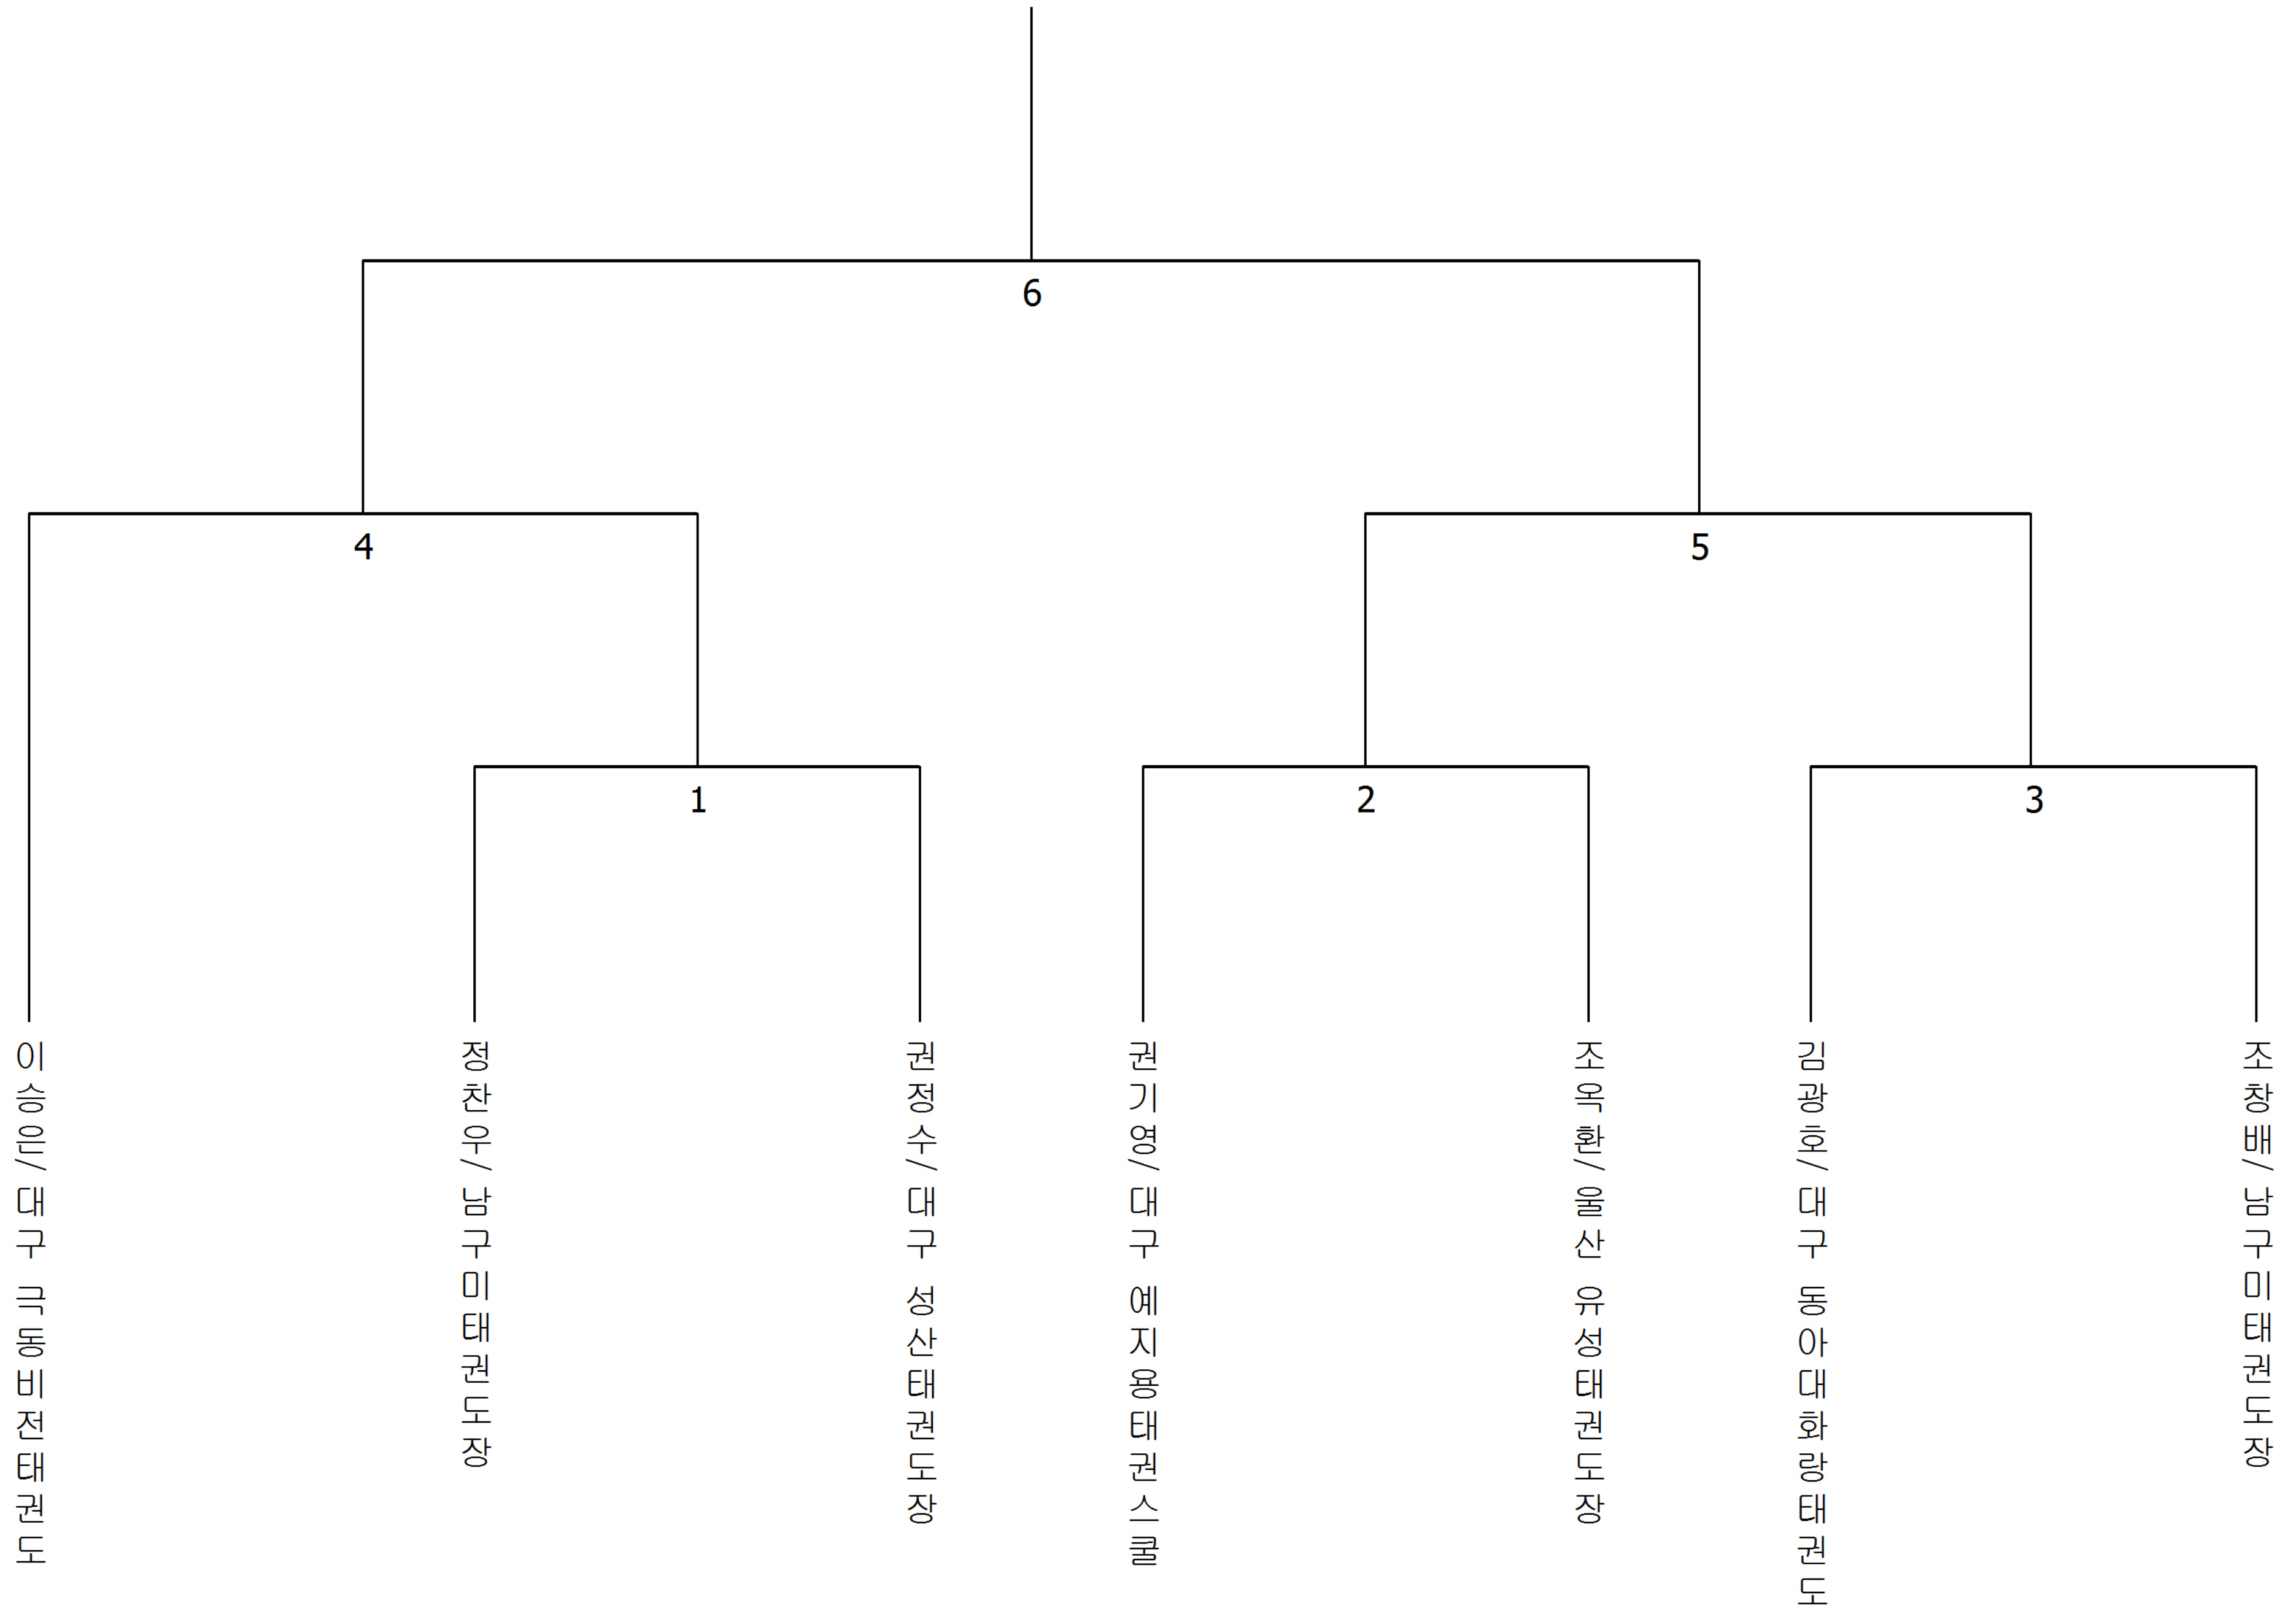 6
4
5
1
2
3
이승은/대구 극동비전태권도
정찬우/남구미태권도장
권정수/대구 성산태권도장
권기영/대구 예지용태권스쿨
조옥환/울산 유성태권도장
김광호/대구 동아대화랑태권도
조창배/남구미태권도장